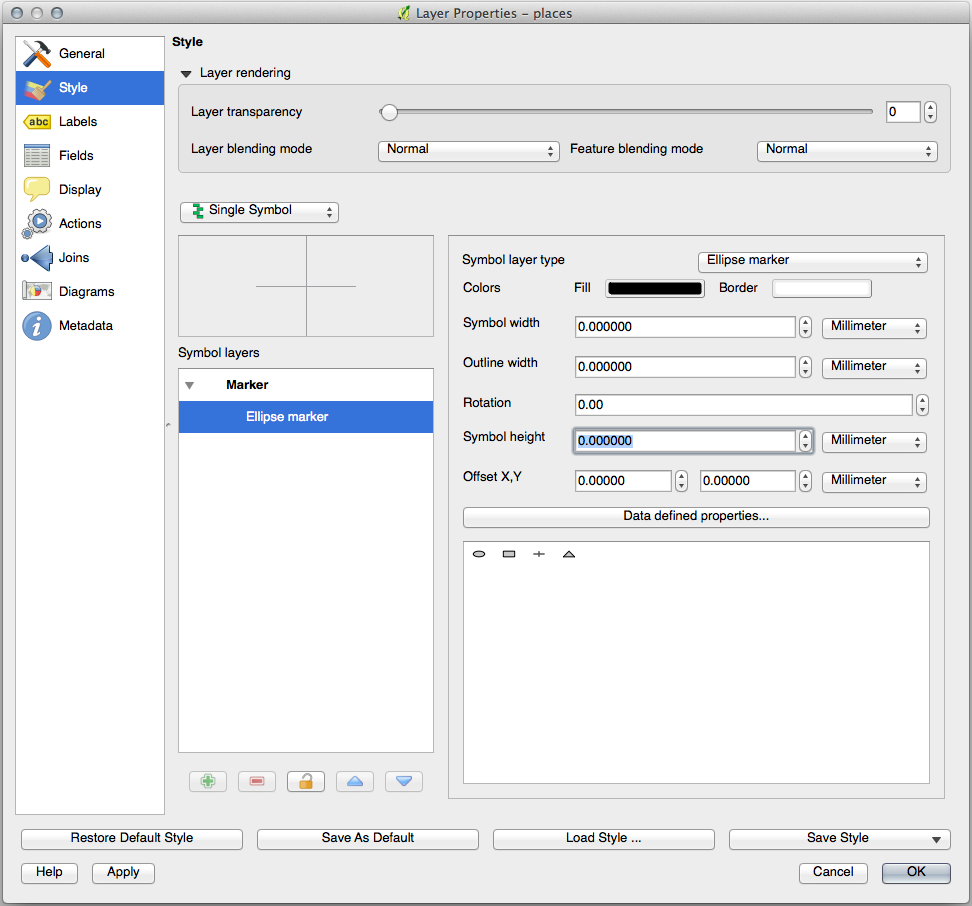 Layer Properties – places
General
Style
Labels
abc
Fields
Display
Actions
Joins
Diagrams
Metadata
Style
Layer rendering
Layer transparency
0
Layer blending mode
Normal
Feature blending mode
Normal
Single Symbol
Symbol layers
Marker
Ellipse marker
Symbol layer type
Ellipse marker
Colors
Fill
Border
Symbol width
0.000000
Millimeter
Outline width
0.000000
Millimeter
Rotation
0.00
Symbol height
0.000000
Millimeter
Offset X,Y
0.00000
0.00000
Millimeter
Data defined properties...
Restore Default Style
Save As Default
Load Style ...
Save Style
Help
Apply
Cancel
OK